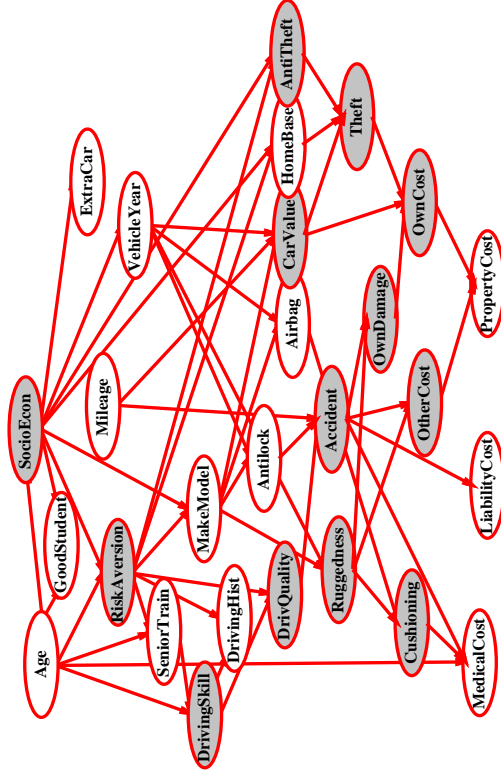 SocioEcon
Age
GoodStudent
ExtraCar
Mileage
VehicleYear
RiskAversion
SeniorTrain
MakeModel
DrivingSkill
DrivingHist
Antilock
DrivQuality
Airbag
CarValue
HomeBase
AntiTheft
Ruggedness
Accident
Theft
OwnDamage
Cushioning
OtherCost
OwnCost
MedicalCost
LiabilityCost
PropertyCost